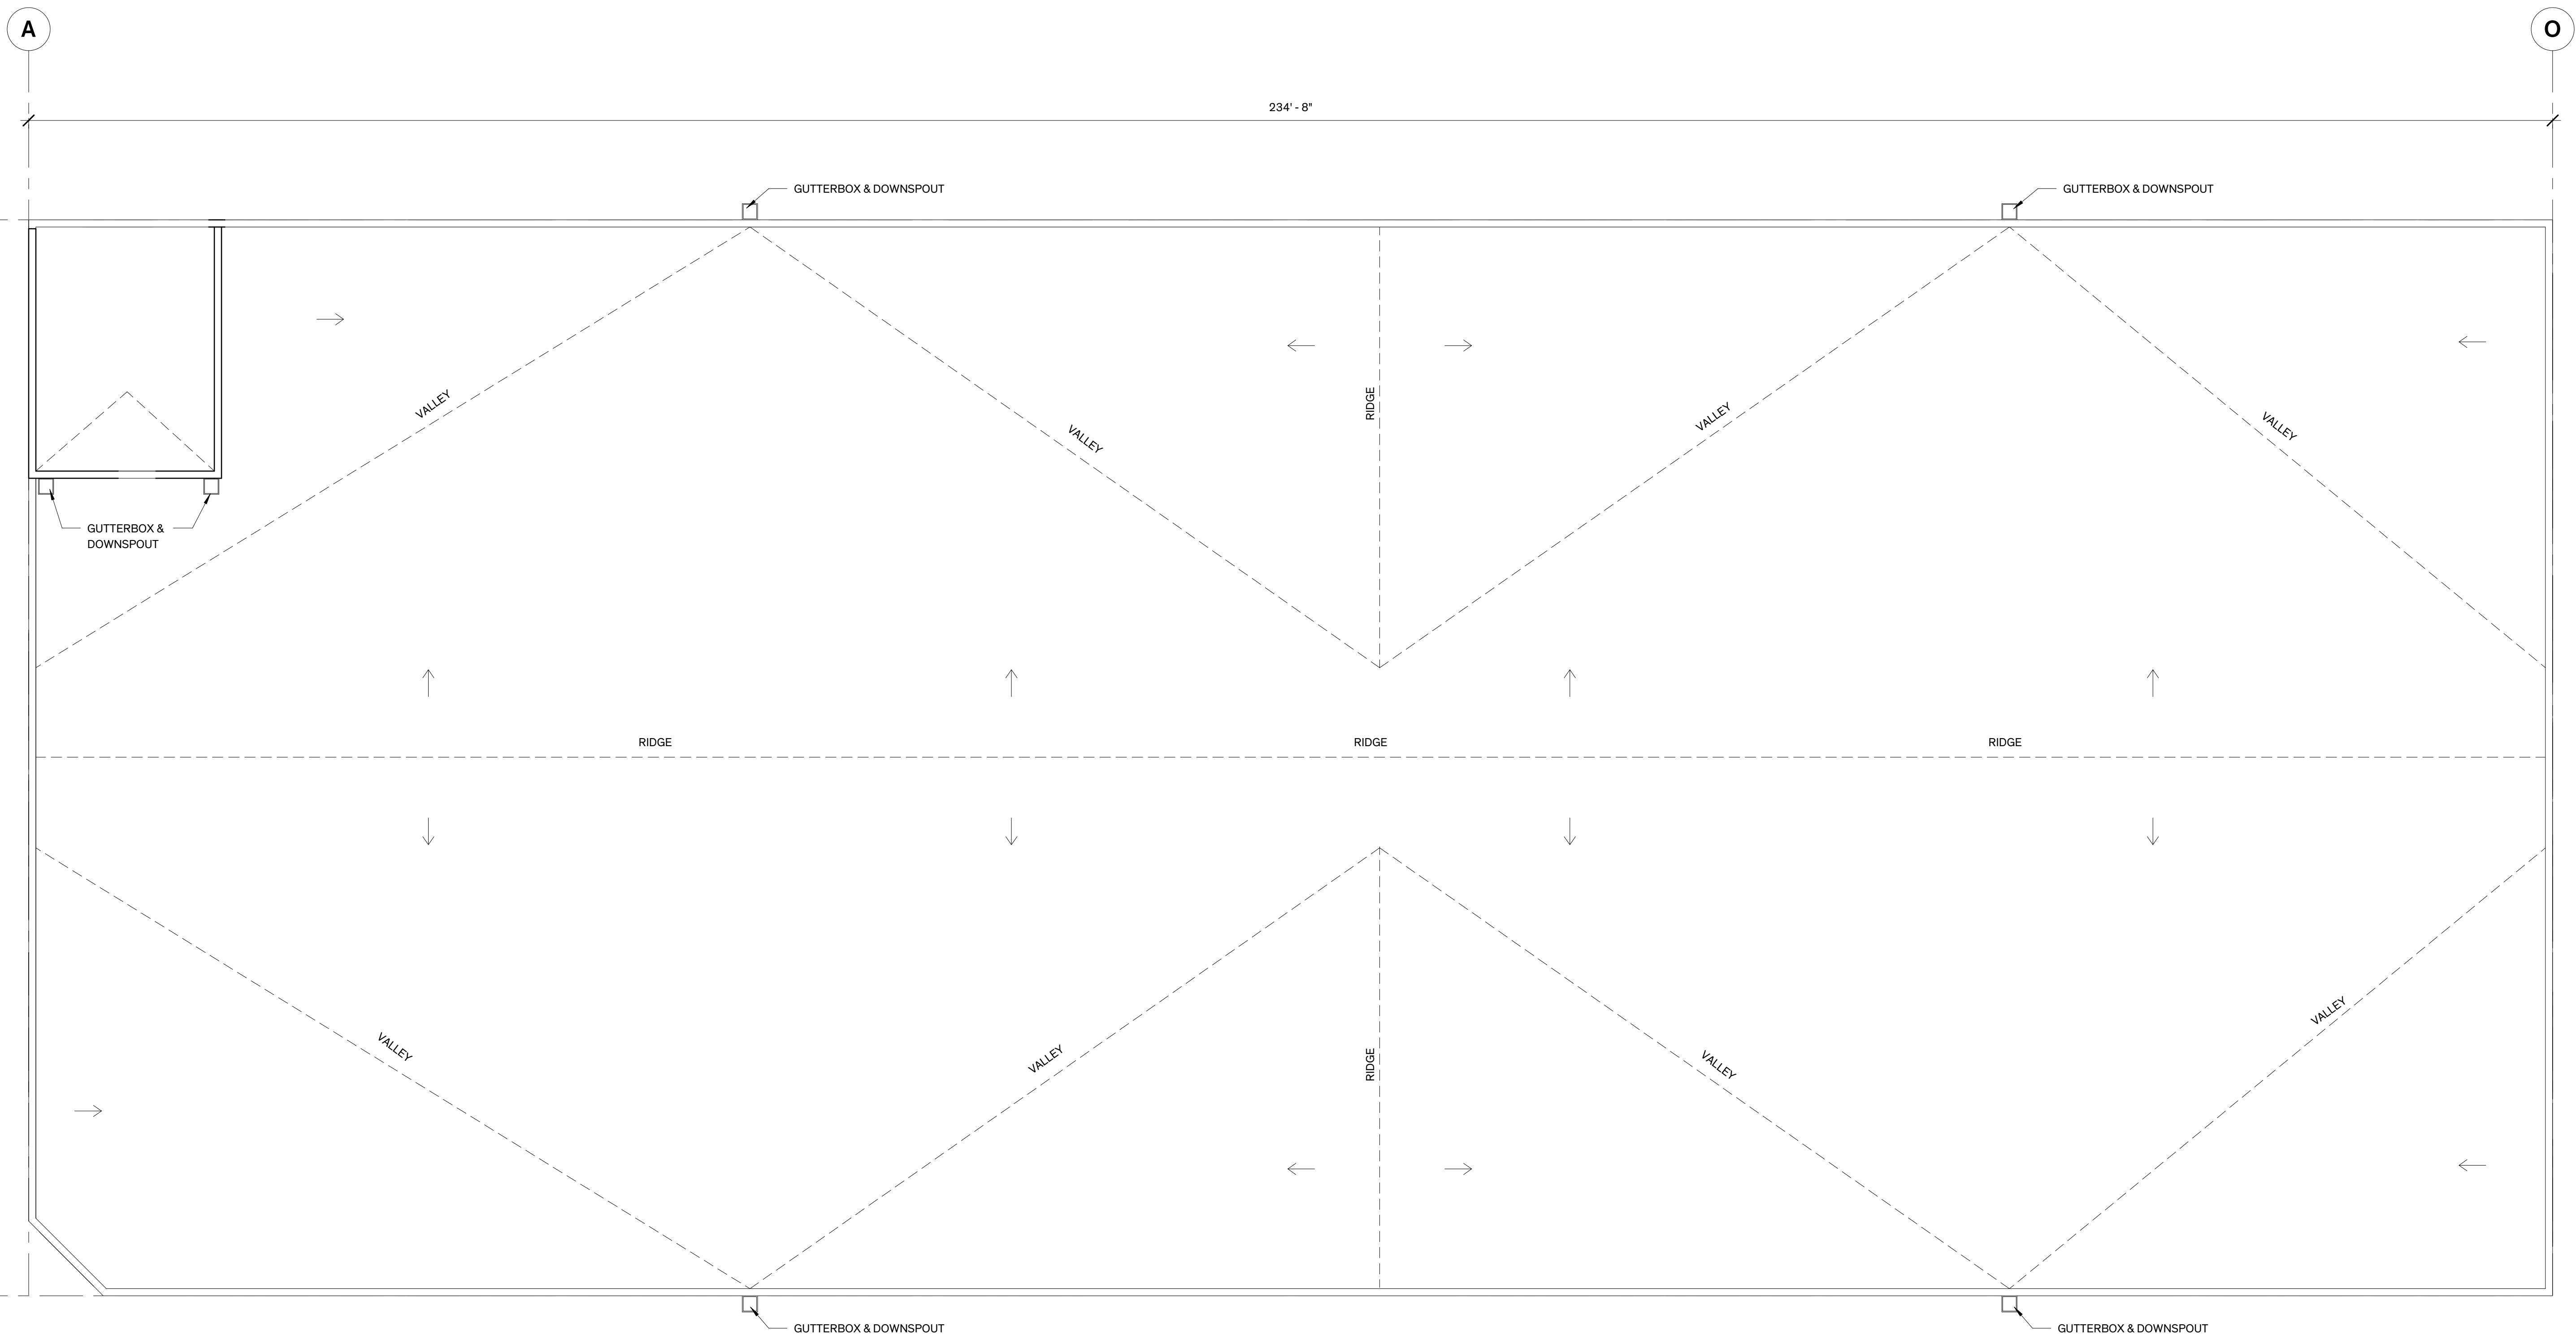 A
O
234' - 8"
GUTTERBOX & DOWNSPOUT
GUTTERBOX & DOWNSPOUT
VALLEY
VALLEY
RIDGE
VALLEY
VALLEY
GUTTERBOX &
DOWNSPOUT
RIDGE
RIDGE
RIDGE
VALLEY
VALLEY
RIDGE
VALLEY
VALLEY
GUTTERBOX & DOWNSPOUT
GUTTERBOX & DOWNSPOUT